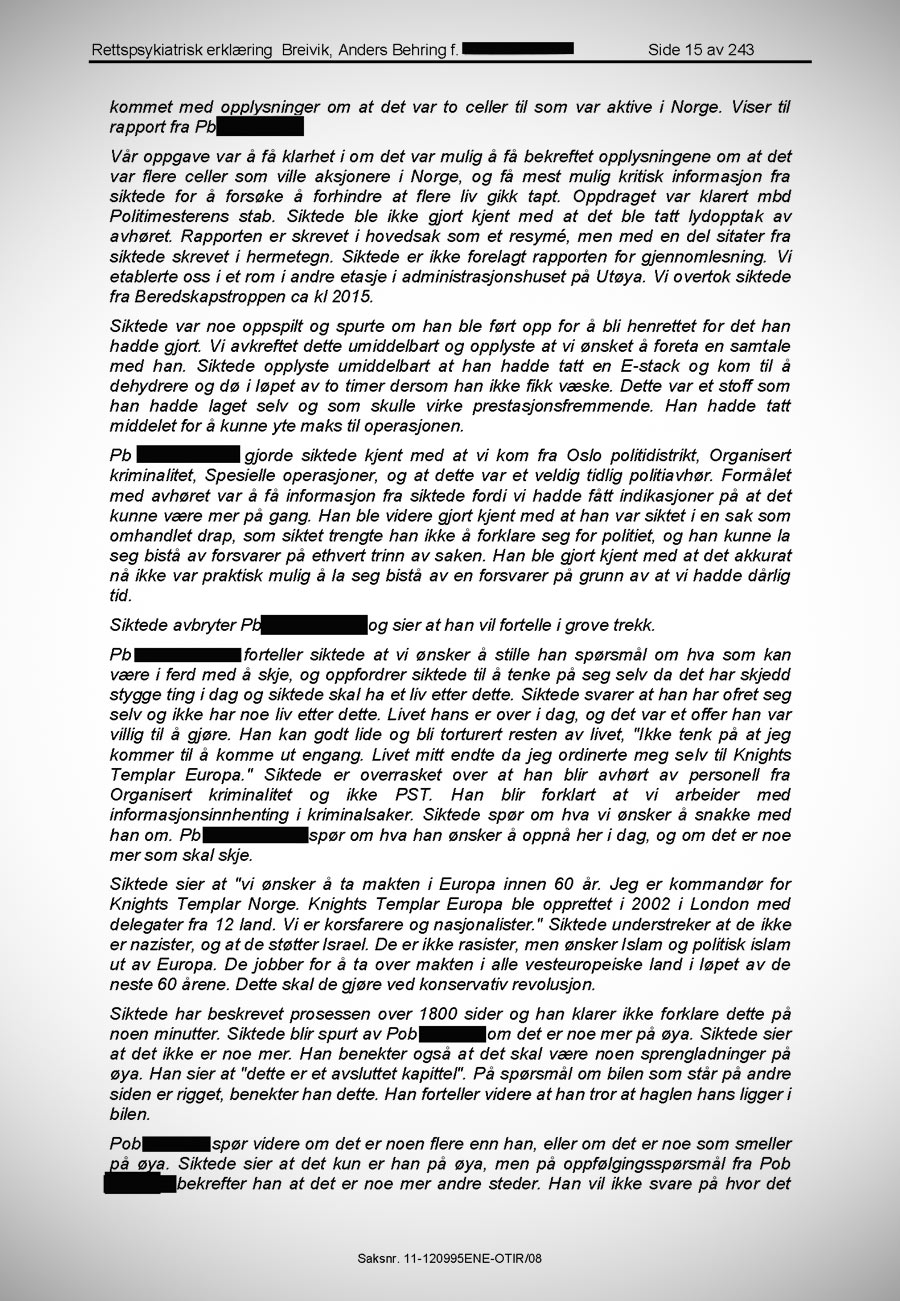 Rettspsykiatrisk erklæring Breivik, Anders Behring f. Side 15 av 243
kommet med opplysninger om at det var to celler til som var aktive i Norge. Viser til
rapport fra Pb
Vår oppgave var å få klarhet i om det var mulig å få bekreftet opplysningene om at det
var flere celler som ville aksjonere i Norge, og få mest mulig kritisk informasjon fra
siktede for å forsøke å forhindre at flere liv gikk tapt. Oppdraget var klarert mbd
Politimesterens stab. Siktede ble ikke gjort kjent med at det ble tatt lydopptak av
avhøret. Rapporten er skrevet i hovedsak som et resymé, men med en del sitater fra
siktede skrevet i hermetegn. Siktede er ikke forelagt rapporten for gjennomlesning. Vi
etablerte oss i et rom i andre etasje i administrasjonshuset på Utøya. Vi overtok siktede
fra Beredskapstroppen ca kl 2015.
Siktede var noe oppspilt og spurte om han ble ført opp for å bli henrettet for det han
hadde gjort. Vi avkreftet dette umiddelbart og opplyste at vi ønsket å foreta en samtale
med han. Siktede opplyste umiddelbart at han hadde tatt en E-stack og kom til å
dehydrere og dø i løpet av to timer dersom han ikke fikk væske. Dette var et stoff som
han hadde laget selv og som skulle virke prestasjonsfremmende. Han hadde tatt
middelet for å kunne yte maks til operasjonen.
Pb gjorde siktede kjent med at vi kom fra Oslo politidistrikt, Organisert
kriminalitet, Spesielle operasjoner, og at dette var et veldig tidlig politiavhør. Formålet
med avhøret var å få informasjon fra siktede fordi vi hadde fått indikasjoner på at det
kunne være mer på gang. Han ble videre gjort kjent med at han var siktet i en sak som
omhandlet drap, som siktet trengte han ikke å forklare seg for politiet, og han kunne la
seg bistå av forsvarer på ethvert trinn av saken. Han ble gjort kjent med at det akkurat
nå ikke var praktisk mulig å la seg bistå av en forsvarer på grunn av at vi hadde dårlig
tid.
Siktede avbryter Pb og sier at han vil fortelle i grove trekk.
Pb forteller siktede at vi ønsker å stille han spørsmål om hva som kan
være i ferd med å skje, og oppfordrer siktede til å tenke på seg selv da det har skjedd
stygge ting i dag og siktede skal ha et liv etter dette. Siktede svarer at han har ofret seg
selv og ikke har noe liv etter dette. Livet hans er over i dag, og det var et offer han var
villig til å gjøre. Han kan godt lide og bli torturert resten av livet, "Ikke tenk på at jeg
kommer til å komme ut engang. Livet mitt endte da jeg ordinerte meg selv til Knights
Templar Europa." Siktede er overrasket over at han blir avhørt av personell fra
Organisert kriminalitet og ikke PST. Han blir forklart at vi arbeider med
informasjonsinnhenting i kriminalsaker. Siktede spør om hva vi ønsker å snakke med
han om. Pb spør om hva han ønsker å oppnå her i dag, og om det er noe
mer som skal skje.
Siktede sier at "vi ønsker å ta makten i Europa innen 60 år. Jeg er kommandør for
Knights Templar Norge. Knights Templar Europa ble opprettet i 2002 i London med
delegater fra 12 land. Vi er korsfarere og nasjonalister." Siktede understreker at de ikke
er nazister, og at de støtter Israel. De er ikke rasister, men ønsker Islam og politisk islam
ut av Europa. De jobber for å ta over makten i alle vesteuropeiske land i løpet av de
neste 60 årene. Dette skal de gjøre ved konservativ revolusjon.
Siktede har beskrevet prosessen over 1800 sider og han klarer ikke forklare dette på
noen minutter. Siktede blir spurt av Pob om det er noe mer på øya. Siktede sier
at det ikke er noe mer. Han benekter også at det skal være noen sprengladninger på
øya. Han sier at "dette er et avsluttet kapittel". På spørsmål om bilen som står på andre
siden er rigget, benekter han dette. Han forteller videre at han tror at haglen hans ligger i
bilen.
Pob spør videre om det er noen flere enn han, eller om det er noe som smeller
på øya. Siktede sier at det kun er han på øya, men på oppfølgingsspørsmål fra Pob
bekrefter han at det er noe mer andre steder. Han vil ikke svare på hvor det
Saksnr. 11-120995ENE-OTIR/08